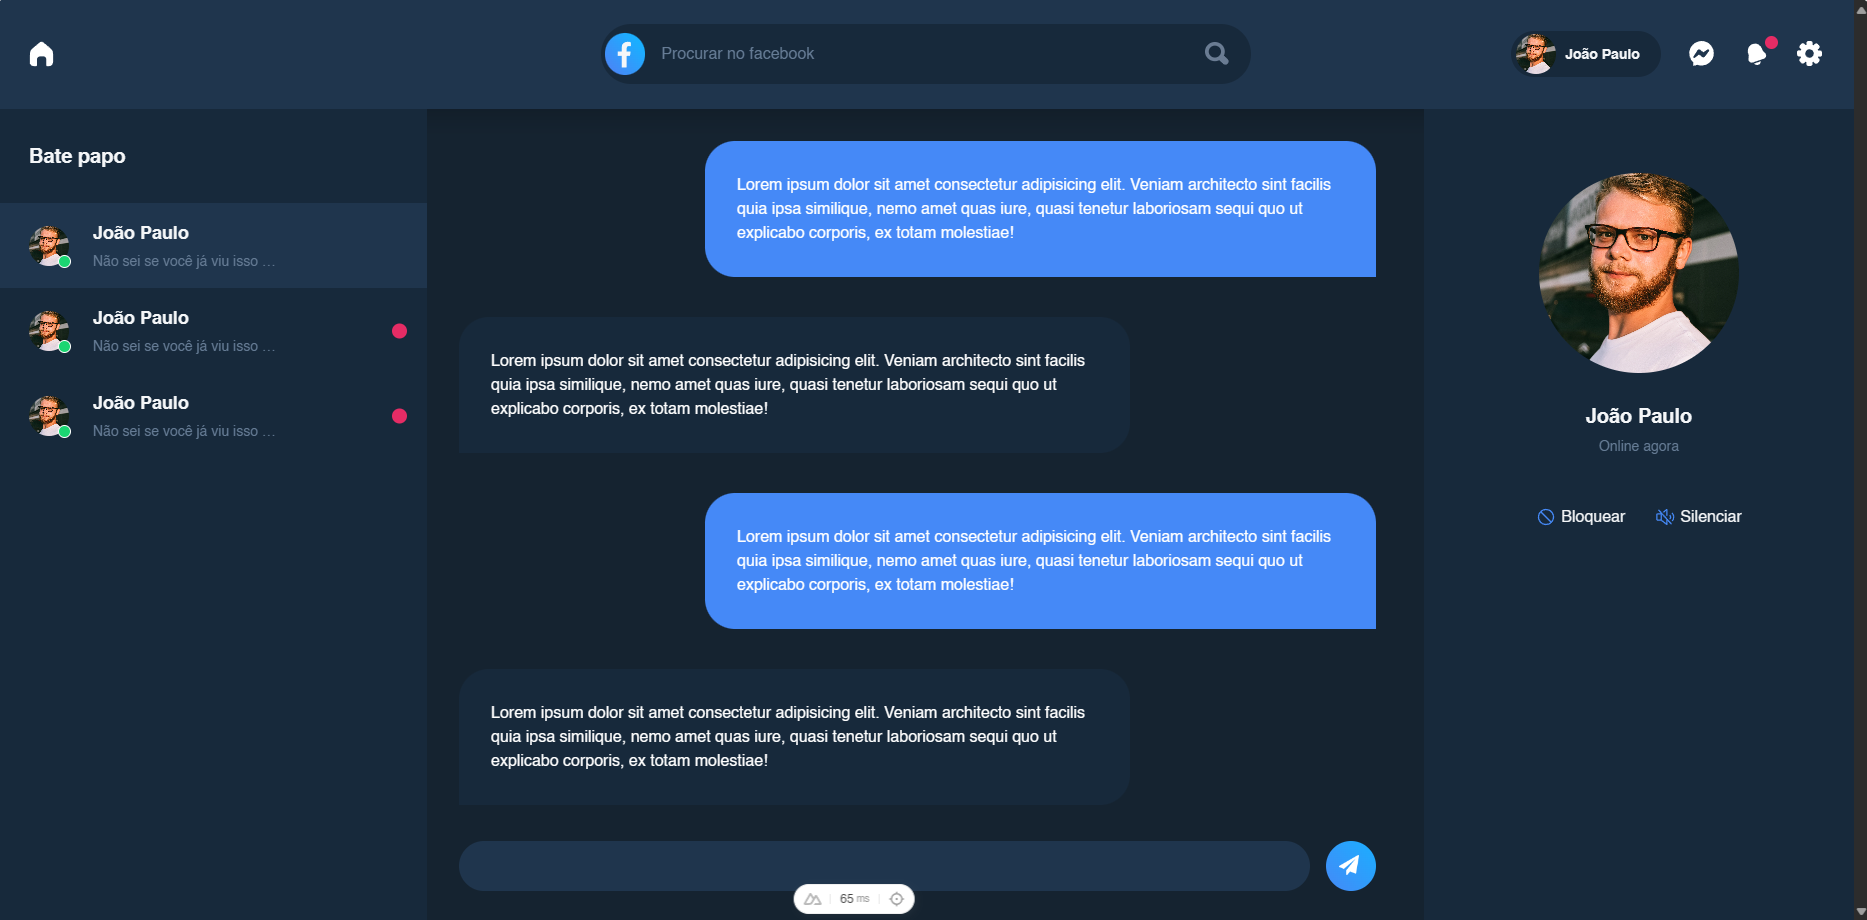 Procurar no facebook
João Paulo
Bate papo
João Paulo
Não sei se você já viu isso ...
João Paulo
Não sei se você já viu isso ...
João Paulo
Não sei se você já viu isso ...
Lorem ipsum dolor sit amet consectetur adipisicing elit. Veniam architecto sint facilis
quia ipsa similique, nemo amet quas iure, quasi tenetur laboriosam sequi quo ut
explicabo corporis, ex totam molestiae!
Lorem ipsum dolor sit amet consectetur adipisicing elit. Veniam architecto sint facilis
quia ipsa similique, nemo amet quas iure, quasi tenetur laboriosam sequi quo ut
explicabo corporis, ex totam molestiae!
Lorem ipsum dolor sit amet consectetur adipisicing elit. Veniam architecto sint facilis
quia ipsa similique, nemo amet quas iure, quasi tenetur laboriosam sequi quo ut
explicabo corporis, ex totam molestiae!
Lorem ipsum dolor sit amet consectetur adipisicing elit. Veniam architecto sint facilis
quia ipsa similique, nemo amet quas iure, quasi tenetur laboriosam sequi quo ut
explicabo corporis, ex totam molestiae!
65 ms
João Paulo
Online agora
Bloquear
Silenciar